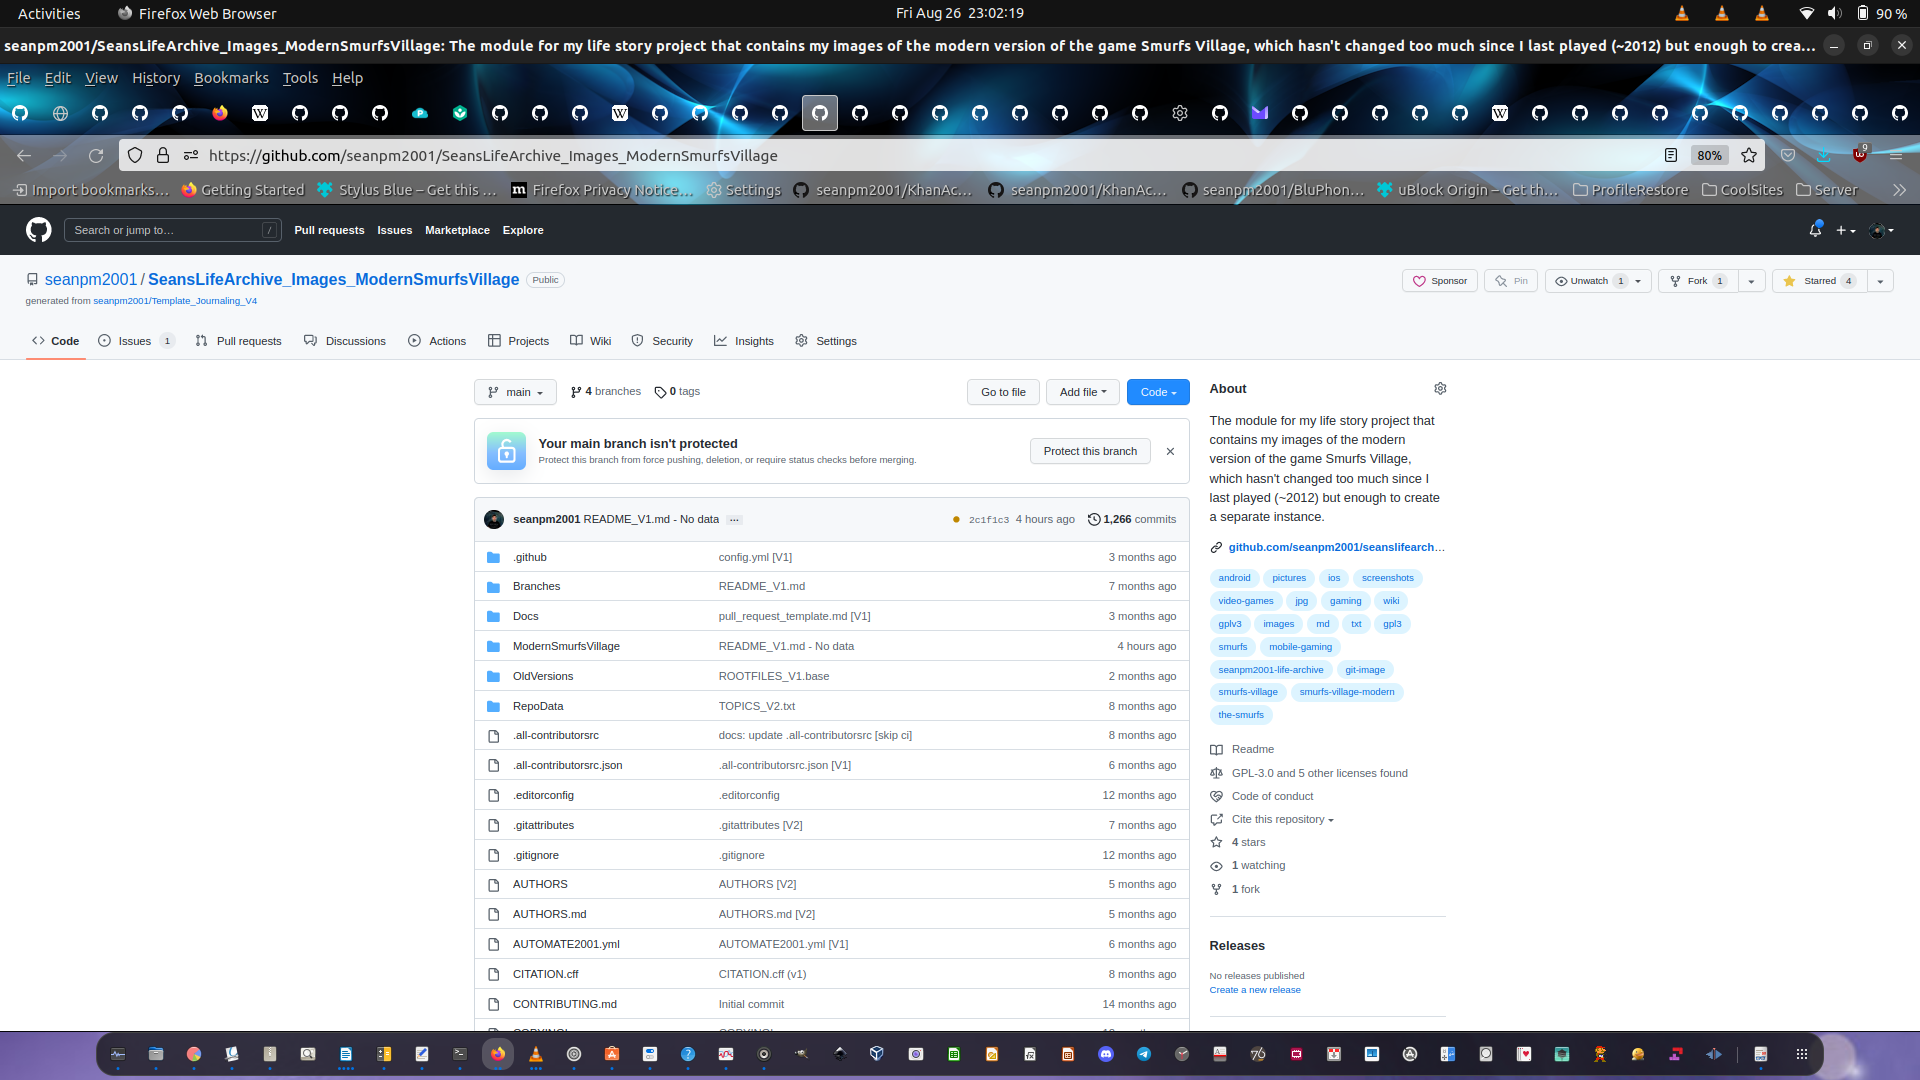 Activities Firefox Web Browser Fri Aug 26 23:02:19 90 %
seanpm2001/SeansLifeArchive_Images_ModernSmurfsVillage: The module for my life story project that contains my images of the modern version of the game Smurfs Village, which hasn't changed too much since I last played (~2012) but enough to crea…
File Edit View History Bookmarks Tools Help
https://github.com/seanpm2001/SeansLifeArchive_Images_ModernSmurfsVillage 80% 9
Import bookmarks… Getting Started Stylus Blue – Get this … Firefox Privacy Notice… Settings seanpm2001/KhanAc… seanpm2001/KhanAc… seanpm2001/BluPhon… uBlock Origin – Get th… ProfileRestore CoolSites Server
Search or jump to… / Pull requests Issues Marketplace Explore
seanpm2001 / SeansLifeArchive_Images_ModernSmurfsVillage Public Sponsor Pin Unwatch 1 Fork 1 Starred 4
generated from seanpm2001/Template_Journaling_V4
Code Issues 1 Pull requests Discussions Actions Projects Wiki Security Insights Settings
main 4 branches 0 tags Go to file Add file Code
Your main branch isn't protected
Protect this branch from force pushing, deletion, or require status checks before merging.
Protect this branch
seanpm2001 README_V1.md - No data … 2c1f1c3 4 hours ago 1,266 commits
.github config.yml [V1] 3 months ago
Branches README_V1.md 7 months ago
Docs pull_request_template.md [V1] 3 months ago
ModernSmurfsVillage README_V1.md - No data 4 hours ago
OldVersions ROOTFILES_V1.base 2 months ago
RepoData TOPICS_V2.txt 8 months ago
.all-contributorsrc docs: update .all-contributorsrc [skip ci] 8 months ago
.all-contributorsrc.json .all-contributorsrc.json [V1] 6 months ago
.editorconfig .editorconfig 12 months ago
.gitattributes .gitattributes [V2] 7 months ago
.gitignore .gitignore 12 months ago
AUTHORS AUTHORS [V2] 5 months ago
AUTHORS.md AUTHORS.md [V2] 5 months ago
AUTOMATE2001.yml AUTOMATE2001.yml [V1] 6 months ago
CITATION.cff CITATION.cff (v1) 8 months ago
CONTRIBUTING.md Initial commit 14 months ago
About
The module for my life story project that
contains my images of the modern
version of the game Smurfs Village,
which hasn't changed too much since I
last played (~2012) but enough to create
a separate instance.
github.com/seanpm2001/seanslifearch…
android pictures ios screenshots
video-games jpg gaming wiki
gplv3 images md txt gpl3
smurfs mobile-gaming
seanpm2001-life-archive git-image
smurfs-village smurfs-village-modern
the-smurfs
Readme
GPL-3.0 and 5 other licenses found
Code of conduct
Cite this repository
4 stars
1 watching
1 fork
Releases
No releases published
Create a new release